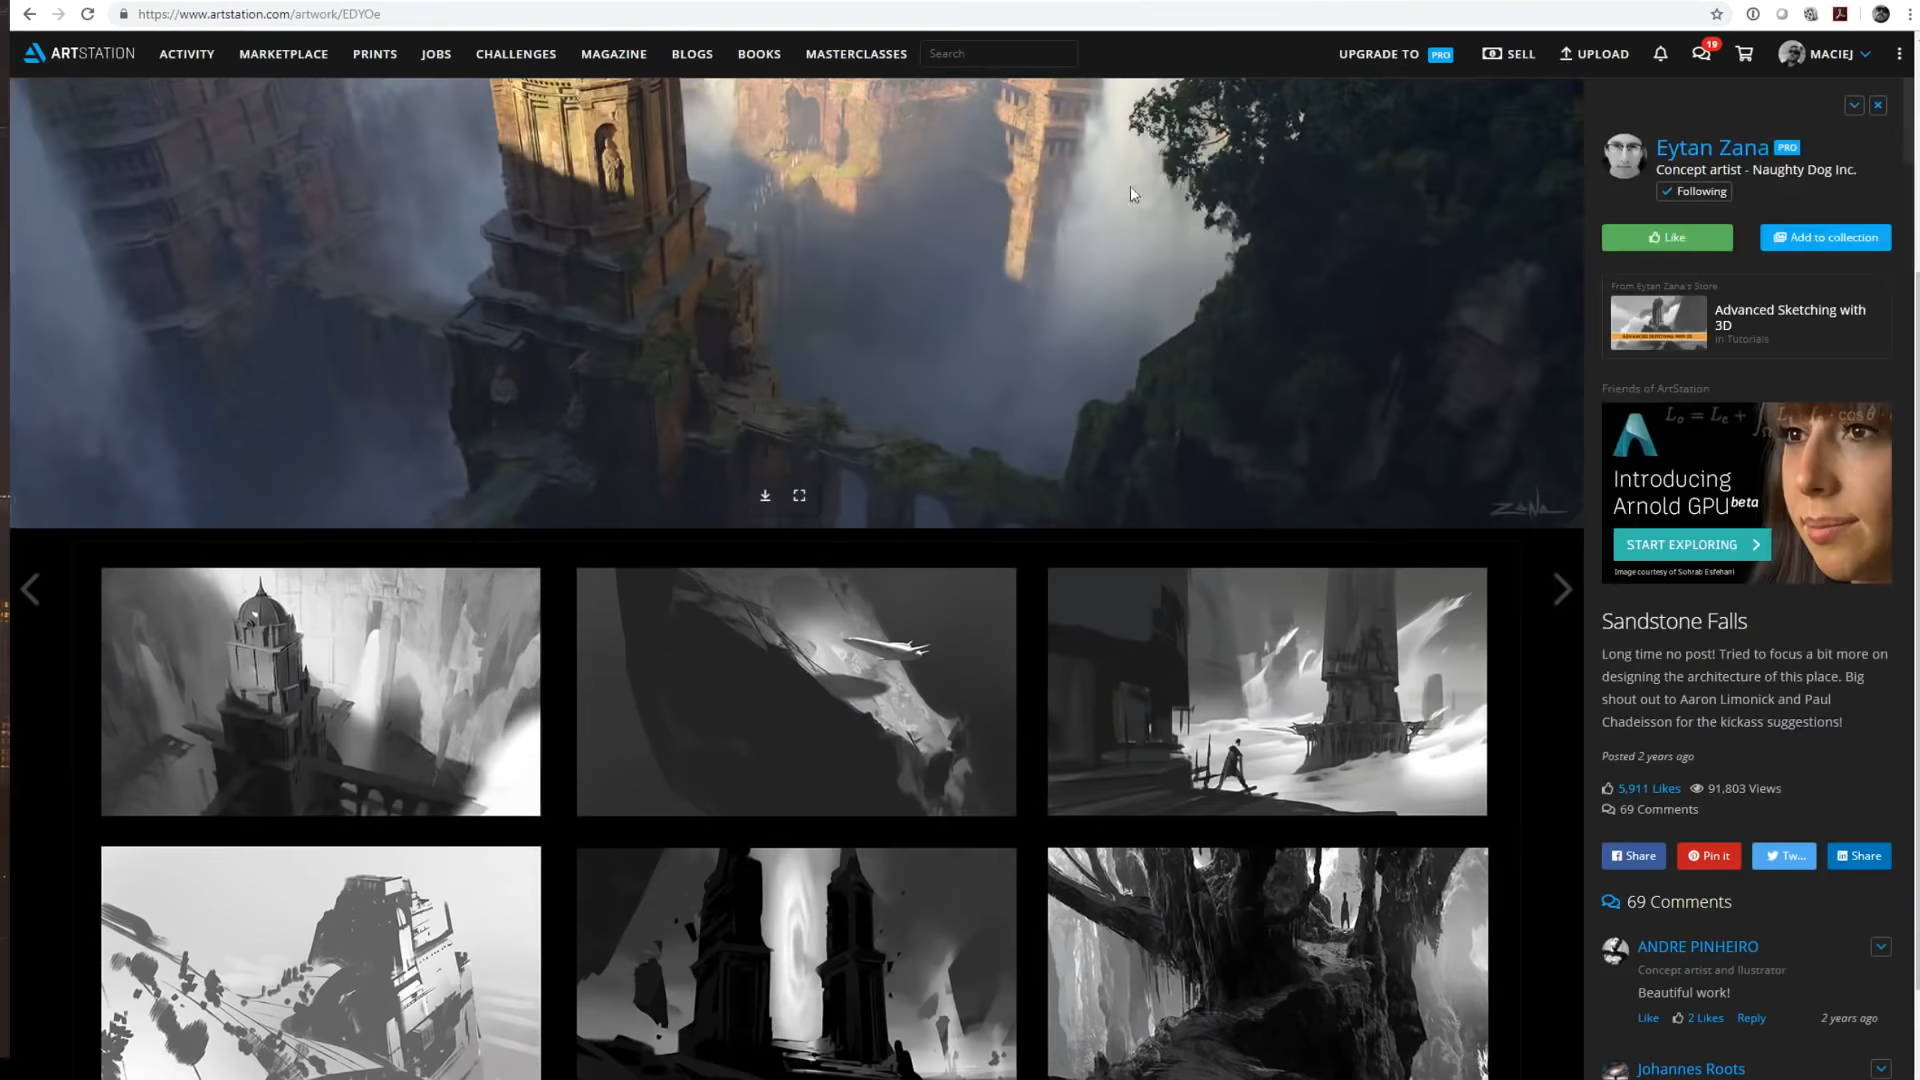 https://www.artstation.com/artwork/EDYOe
ARTSTATION
ACTIVITY
MARKETPLACE
PRINTS
JOBS
CHALLENGES
MAGAZINE
BLOGS
BOOKS
MASTERCLASSES
Search
UPGRADE TO PRO
SELL
UPLOAD
19
MACIEJ
Eytan Zana PRO
Concept artist - Naughty Dog Inc.
Following
Like
Add to collection
From Eytan Zana's Store
Advanced Sketching with
3D
in Tutorials
ADVANCED SKETCHING WITH 3D
Friends of ArtStation
Introducing
Arnold GPU beta
START EXPLORING
Image courtesy of Sohrab Esfehani
ZANA
Sandstone Falls
Long time no post! Tried to focus a bit more on
designing the architecture of this place. Big
shout out to Aaron Limonick and Paul
Chadeisson for the kickass suggestions!
Posted 2 years ago
5,911 Likes 91,803 Views
69 Comments
Share
Pin it
Tw...
Share
69 Comments
ANDRE PINHEIRO
Concept artist and Ilustrator
Beautiful work!
Like 2 Likes Reply 2 years ago
Johannes Roots